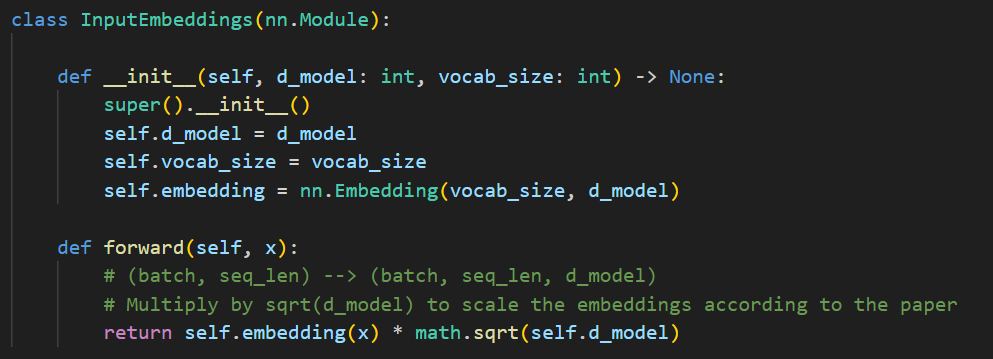 class InputEmbeddings(nn.Module):
def __init__(self, d_model: int, vocab_size: int) -> None:
super().__init__()
self.d_model = d_model
self.vocab_size = vocab_size
self.embedding = nn.Embedding(vocab_size, d_model)
def forward(self, x):
# (batch, seq_len) --> (batch, seq_len, d_model)
# Multiply by sqrt(d_model) to scale the embeddings according to the paper
return self.embedding(x) * math.sqrt(self.d_model)